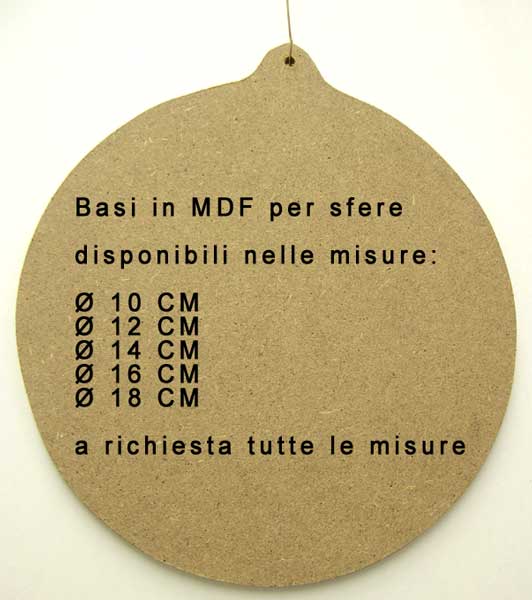 Basi in MDF per sfere
disponibili nelle misure:
Ø 10 CM
Ø 12 CM
Ø 14 CM
Ø 16 CM
Ø 18 CM
a richiesta tutte le misure